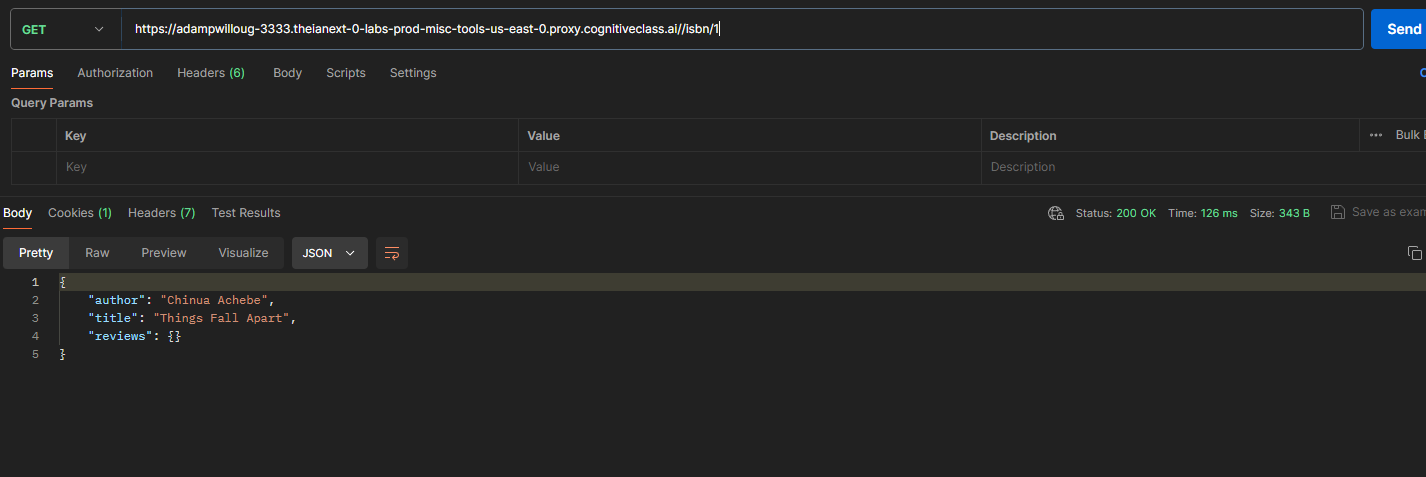 GET https://adampwilloug-3333.theianext-0-labs-prod-misc-tools-us-east-0.proxy.cognitiveclass.ai//isbn/1 Send
Params Authorization Headers (6) Body Scripts Settings
Query Params
Key Value Description ••• Bulk
Key Value Description
Body Cookies (1) Headers (7) Test Results Status: 200 OK Time: 126 ms Size: 343 B Save as exam
Pretty Raw Preview Visualize JSON
1 {
2 "author": "Chinua Achebe",
3 "title": "Things Fall Apart",
4 "reviews": {}
5 }